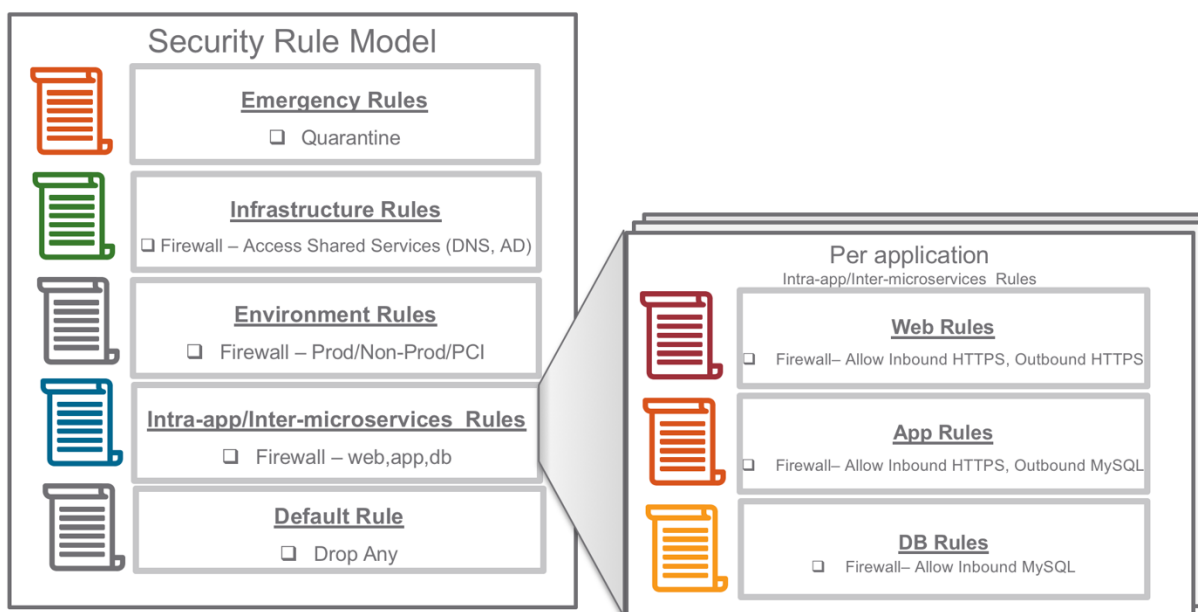 Security Rule Model
Emergency Rules
Quarantine
Infrastructure Rules
Firewall – Access Shared Services (DNS, AD)
Environment Rules
Firewall – Prod/Non-Prod/PCI
Intra-app/Inter-microservices Rules
Firewall – web,app,db
Default Rule
Drop Any
Per application
Intra-app/Inter-microservices Rules
Web Rules
Firewall– Allow Inbound HTTPS, Outbound HTTPS
App Rules
Firewall– Allow Inbound HTTPS, Outbound MySQL
DB Rules
Firewall– Allow Inbound MySQL